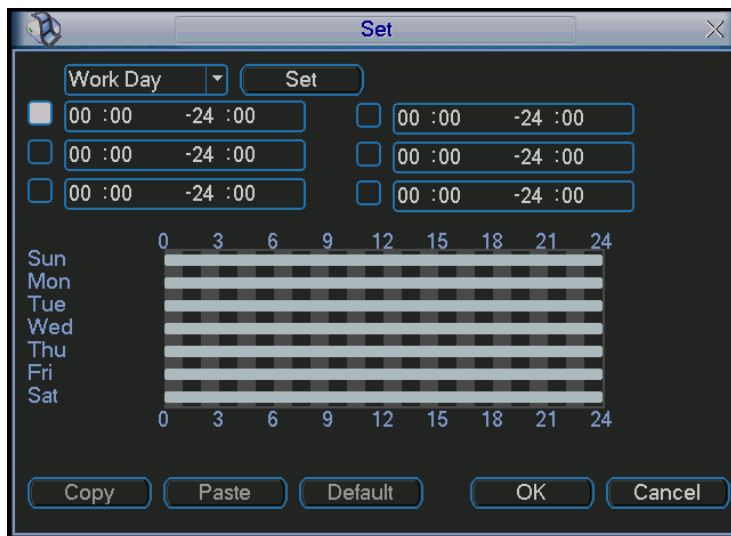 Set
Work Day Set
00 :00 -24 :00 00 :00 -24 :00
00 :00 -24 :00 00 :00 -24 :00
00 :00 -24 :00 00 :00 -24 :00
0 3 6 9 12 15 18 21 24
Sun
Mon
Tue
Wed
Thu
Fri
Sat
0 3 6 9 12 15 18 21 24
Copy Paste Default OK Cancel